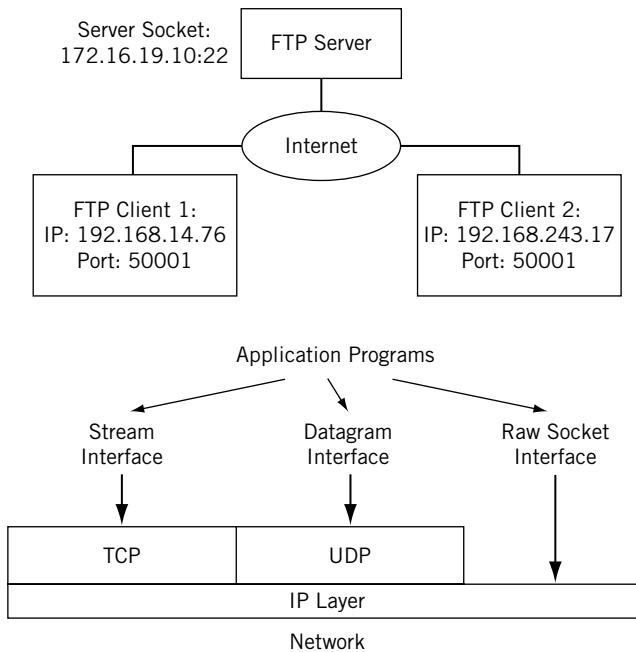 Server Socket:
172.16.19.10:22
FTP Server
Internet
FTP Client 1:
IP: 192.168.14.76
Port: 50001
FTP Client 2:
IP: 192.168.243.17
Port: 50001
Application Programs
Stream
Interface
Datagram
Interface
Raw Socket
Interface
TCP
UDP
IP Layer
Network